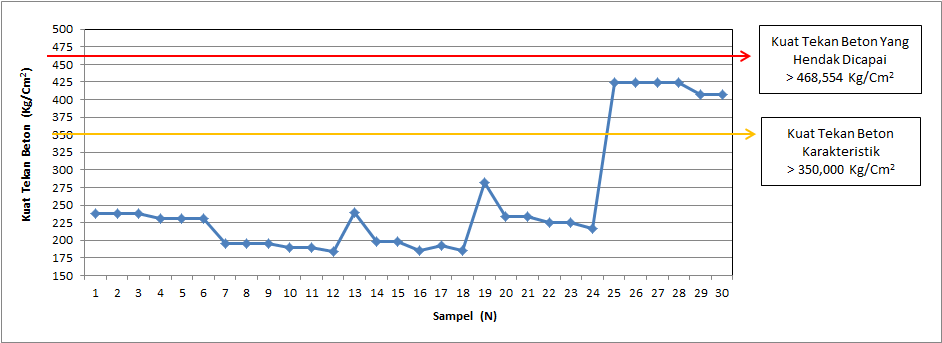 500
475
450
425
400
375
350
325
300
275
250
225
200
175
150
Kuat Tekan Beton (Kg/Cm²)
1 2 3 4 5 6 7 8 9 10 11 12 13 14 15 16 17 18 19 20 21 22 23 24 25 26 27 28 29 30
Sampel (N)
Kuat Tekan Beton Yang
Hendak Dicapai
> 468,554 Kg/Cm²
Kuat Tekan Beton
Karakteristik
> 350,000 Kg/Cm²